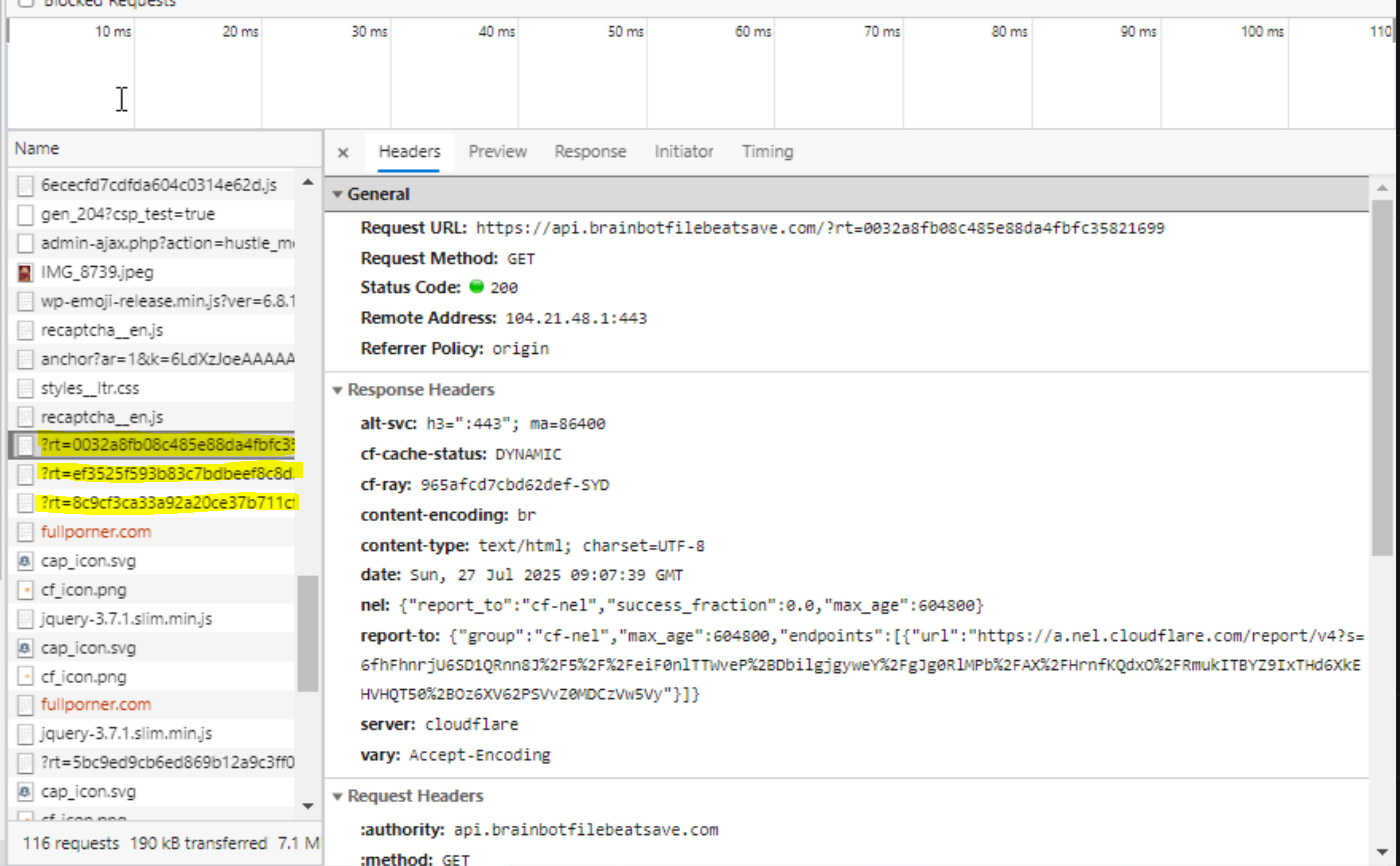 Blocked Requests
10 ms 20 ms 30 ms 40 ms 50 ms 60 ms 70 ms 80 ms 90 ms 100 ms 110
Name
6ececfd7cdfda604c0314e62d.js
gen_204?csp_test=true
admin-ajax.php?action=hustle_m
IMG_8739.jpeg
wp-emoji-release.min.js?ver=6.8.1
recaptcha__en.js
anchor?ar=1&k=6LdXzJoeAAAAA
styles__ltr.css
recaptcha__en.js
?rt=0032a8fb08c485e88da4fbfc35
?rt=ef3525f593b83c7bdbeef8c8d
?rt=8c9cf3ca33a92a20ce37b711c
fullporner.com
cap_icon.svg
cf_icon.png
jquery-3.7.1.slim.min.js
cap_icon.svg
cf_icon.png
fullporner.com
jquery-3.7.1.slim.min.js
?rt=5bc9ed9cb6ed869b12a9c3ff0
cap_icon.svg
cf_icon.png
116 requests 190 kB transferred 7.1 M
× Headers Preview Response Initiator Timing
General
Request URL: https://api.brainbotfilebeatsave.com/?rt=0032a8fb08c485e88da4fbfc35821699
Request Method: GET
Status Code: 200
Remote Address: 104.21.48.1:443
Referrer Policy: origin
Response Headers
alt-svc: h3=":443"; ma=86400
cf-cache-status: DYNAMIC
cf-ray: 965afcd7cbd62def-SYD
content-encoding: br
content-type: text/html; charset=UTF-8
date: Sun, 27 Jul 2025 09:07:39 GMT
nel: {"report_to":"cf-nel","success_fraction":0.0,"max_age":604800}
report-to: {"group":"cf-nel","max_age":604800,"endpoints":[{"url":"https://a.nel.cloudflare.com/report/v4?s=
6fhFhnrjU6SD1QRnn8J%2F5%2F%2FeiF0nlTTWveP%2BDbilgjgyweY%2FgJg0RlMPb%2FAX%2FHrnfKQdxO%2FRmukITBYZ9IxTHd6XkE
HVHQT50%2BOz6XV62PSVvZ0MDCzVw5Vy"}]}
server: cloudflare
vary: Accept-Encoding
Request Headers
:authority: api.brainbotfilebeatsave.com
:method: GET